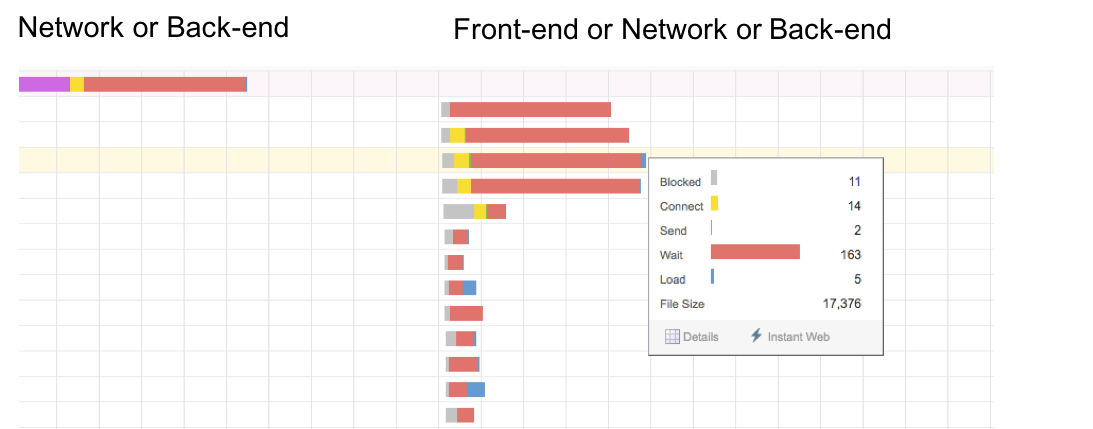 Network or Back-end
Front-end or Network or Back-end
Blocked 11
Connect 14
Send 2
Wait 163
Load 5
File Size 17,376
Details Instant Web